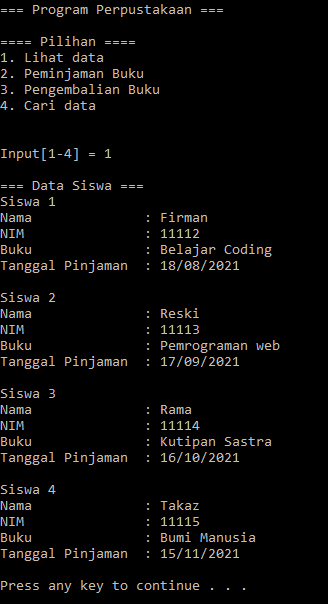 === Program Perpustakaan ===
==== Pilihan ====
1. Lihat data
2. Peminjaman Buku
3. Pengembalian Buku
4. Cari data
Input[1-4] = 1
=== Data Siswa ===
Siswa 1
Nama : Firman
NIM : 11112
Buku : Belajar Coding
Tanggal Pinjaman : 18/08/2021
Siswa 2
Nama : Reski
NIM : 11113
Buku : Pemrograman web
Tanggal Pinjaman : 17/09/2021
Siswa 3
Nama : Rama
NIM : 11114
Buku : Kutipan Sastra
Tanggal Pinjaman : 16/10/2021
Siswa 4
Nama : Takaz
NIM : 11115
Buku : Bumi Manusia
Tanggal Pinjaman : 15/11/2021
Press any key to continue . . .